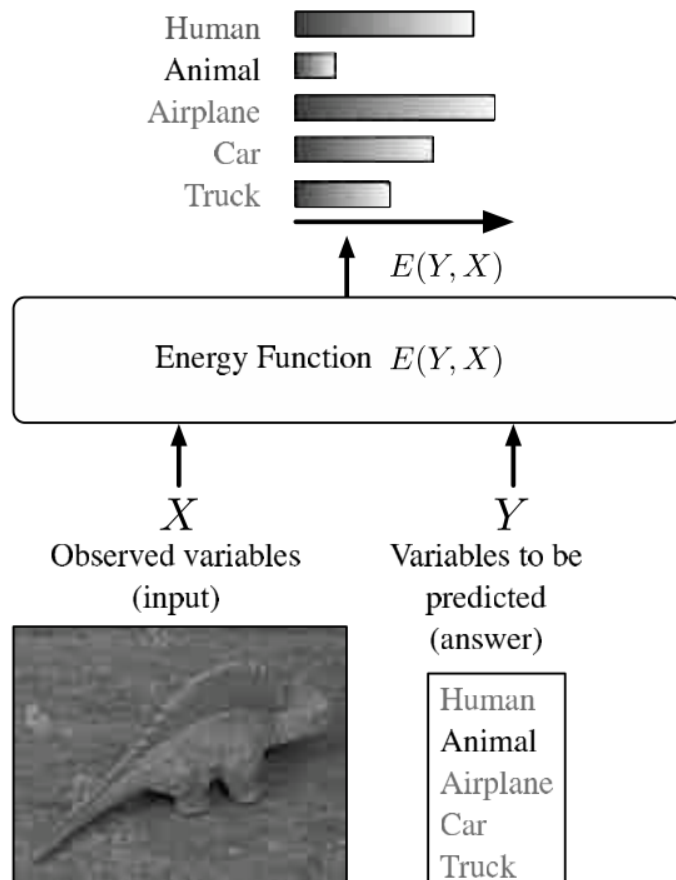 Human
Animal
Airplane
Car
Truck
E(Y, X)
Energy Function E(Y, X)
X
Observed variables
(input)
Y
Variables to be
predicted
(answer)
Human
Animal
Airplane
Car
Truck